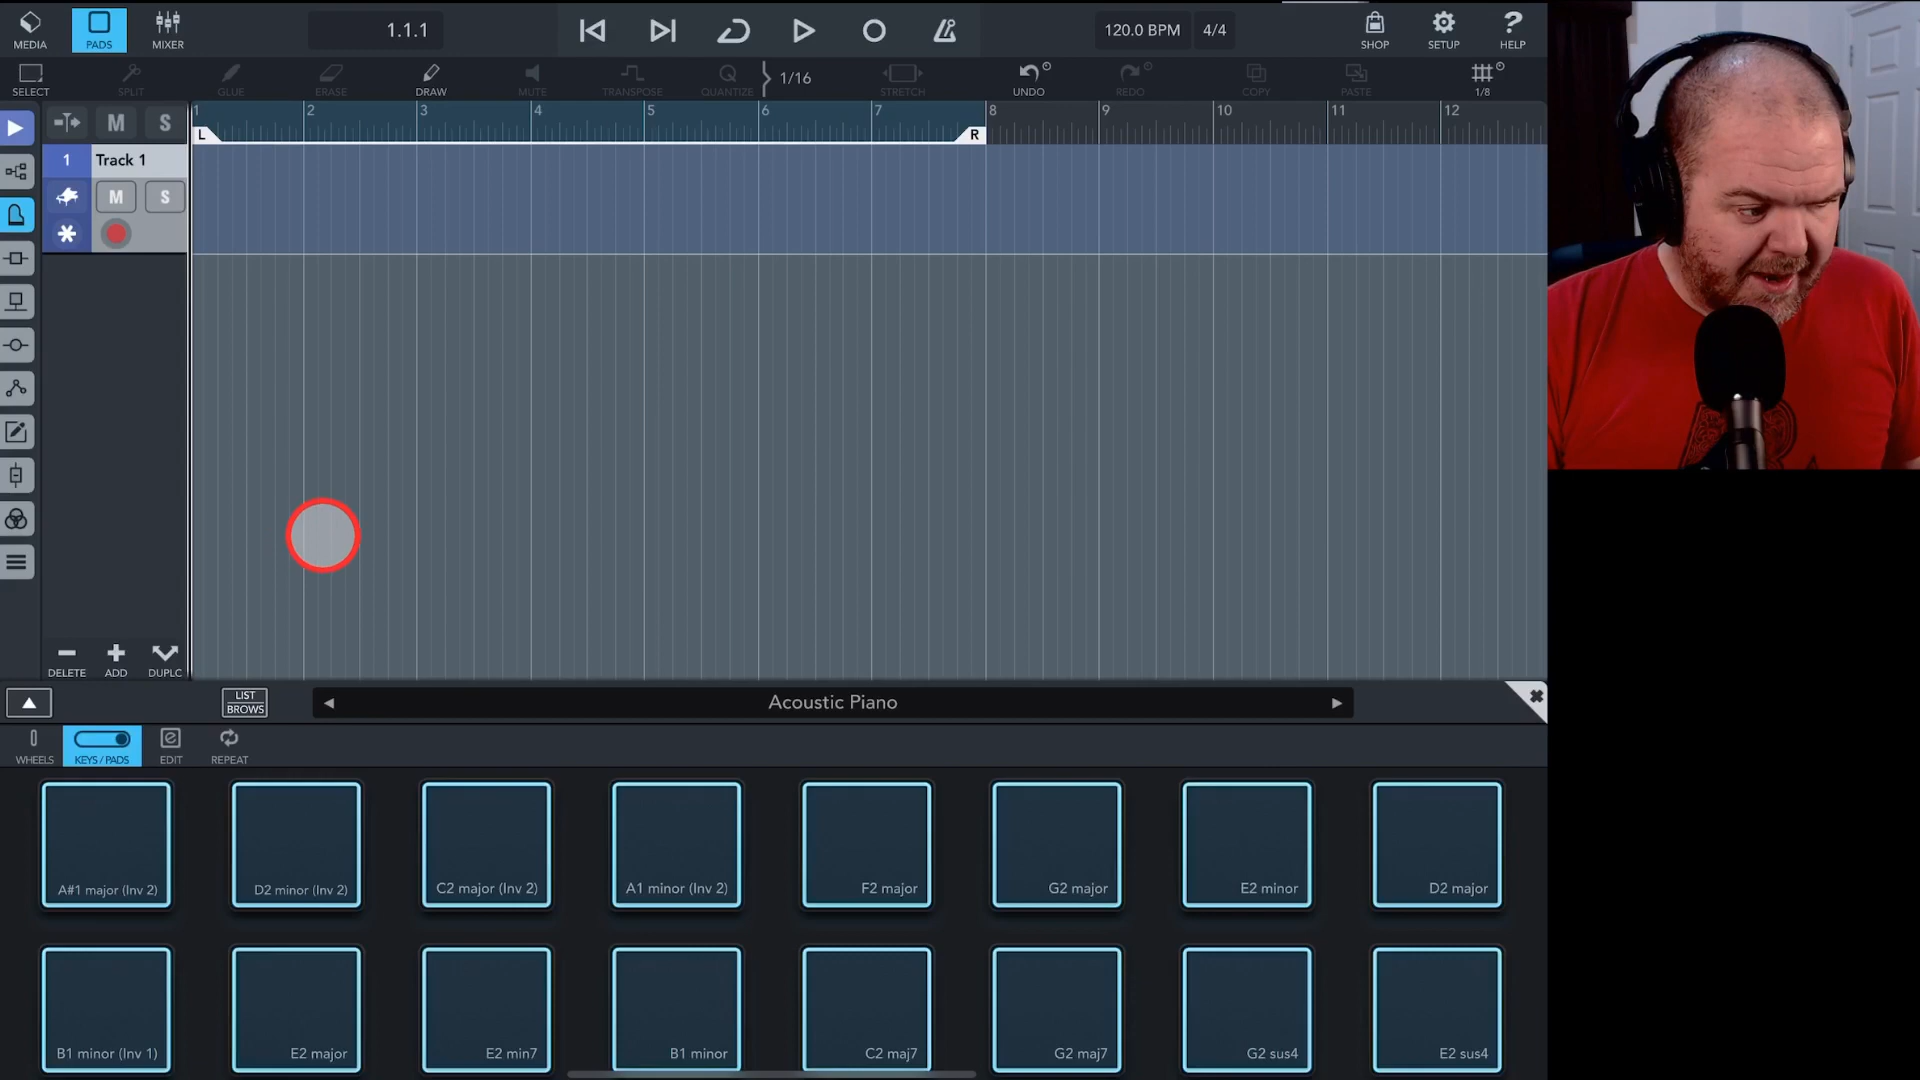 MEDIA
PADS
MIXER
1.1.1
120.0 BPM
4/4
SHOP
SETUP
?
HELP
SELECT
SPLIT
GLUE
ERASE
DRAW
MUTE
TRANSPOSE
Q
QUANTIZE
1/16
STRETCH
UNDO
REDO
COPY
PASTE
1/8
M
S
1 2 3 4 5 6 7 8 9 10 11 12
L
R
1
Track 1
M
S
DELETE
ADD
DUPLC
LIST
BROWS
Acoustic Piano
WHEELS
KEYS / PADS
e
EDIT
REPEAT
A#1 major (Inv 2)
D2 minor (Inv 2)
C2 major (Inv 2)
A1 minor (Inv 2)
F2 major
G2 major
E2 minor
D2 major
B1 minor (Inv 1)
E2 major
E2 min7
B1 minor
C2 maj7
G2 maj7
G2 sus4
E2 sus4